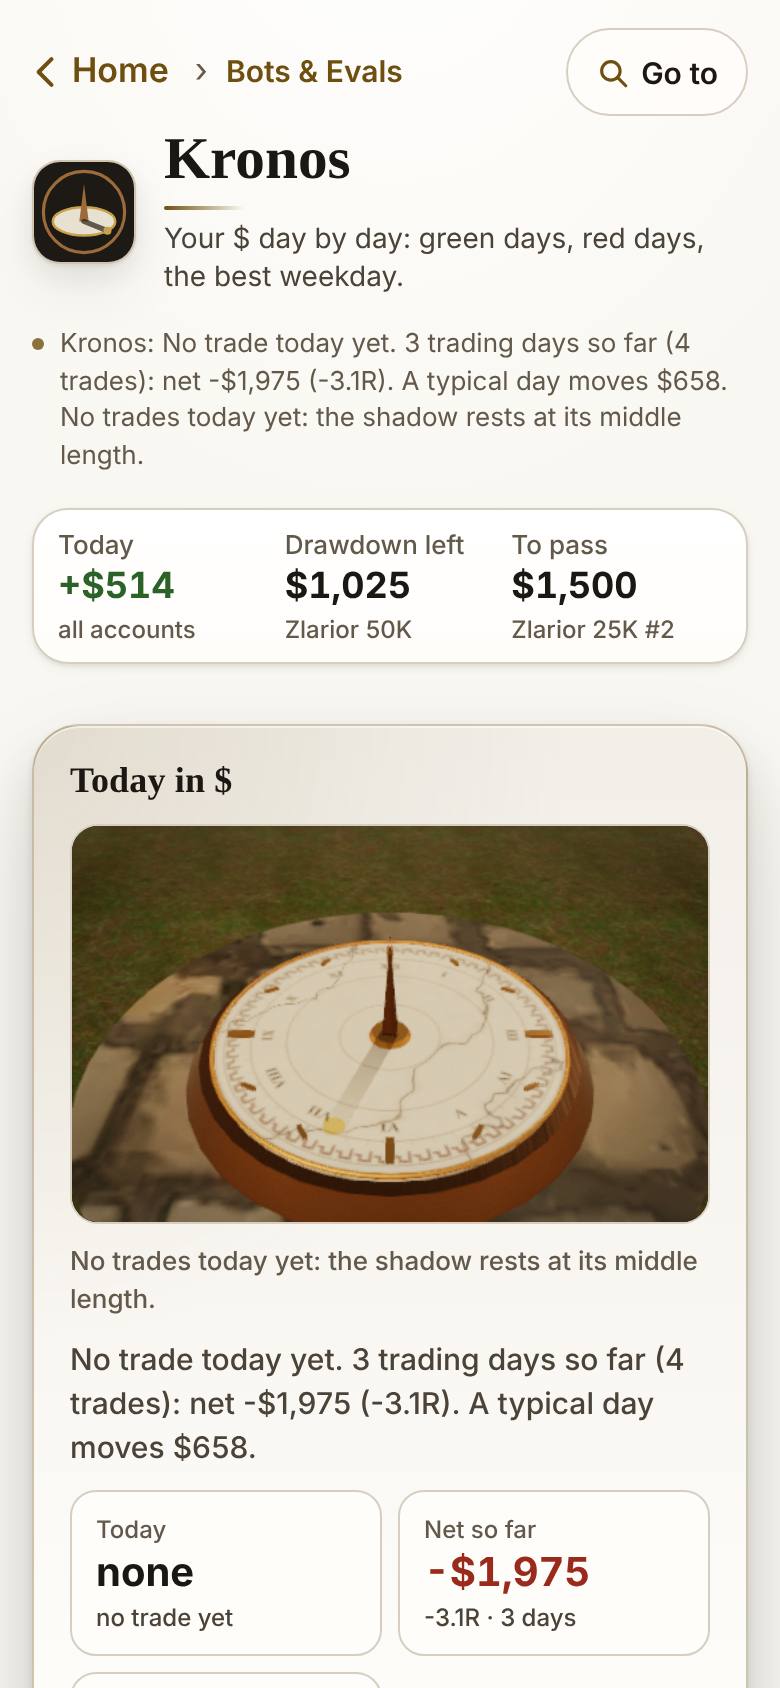 Home › Bots & Evals
Go to
Kronos
Your $ day by day: green days, red days,
the best weekday.
Kronos: No trade today yet. 3 trading days so far (4
trades): net -$1,975 (-3.1R). A typical day moves $658.
No trades today yet: the shadow rests at its middle
length.
Today
+$514
all accounts
Drawdown left
$1,025
Zlarior 50K
To pass
$1,500
Zlarior 25K #2
Today in $
No trades today yet: the shadow rests at its middle
length.
No trade today yet. 3 trading days so far (4
trades): net -$1,975 (-3.1R). A typical day
moves $658.
Today
none
no trade yet
Net so far
-$1,975
-3.1R · 3 days